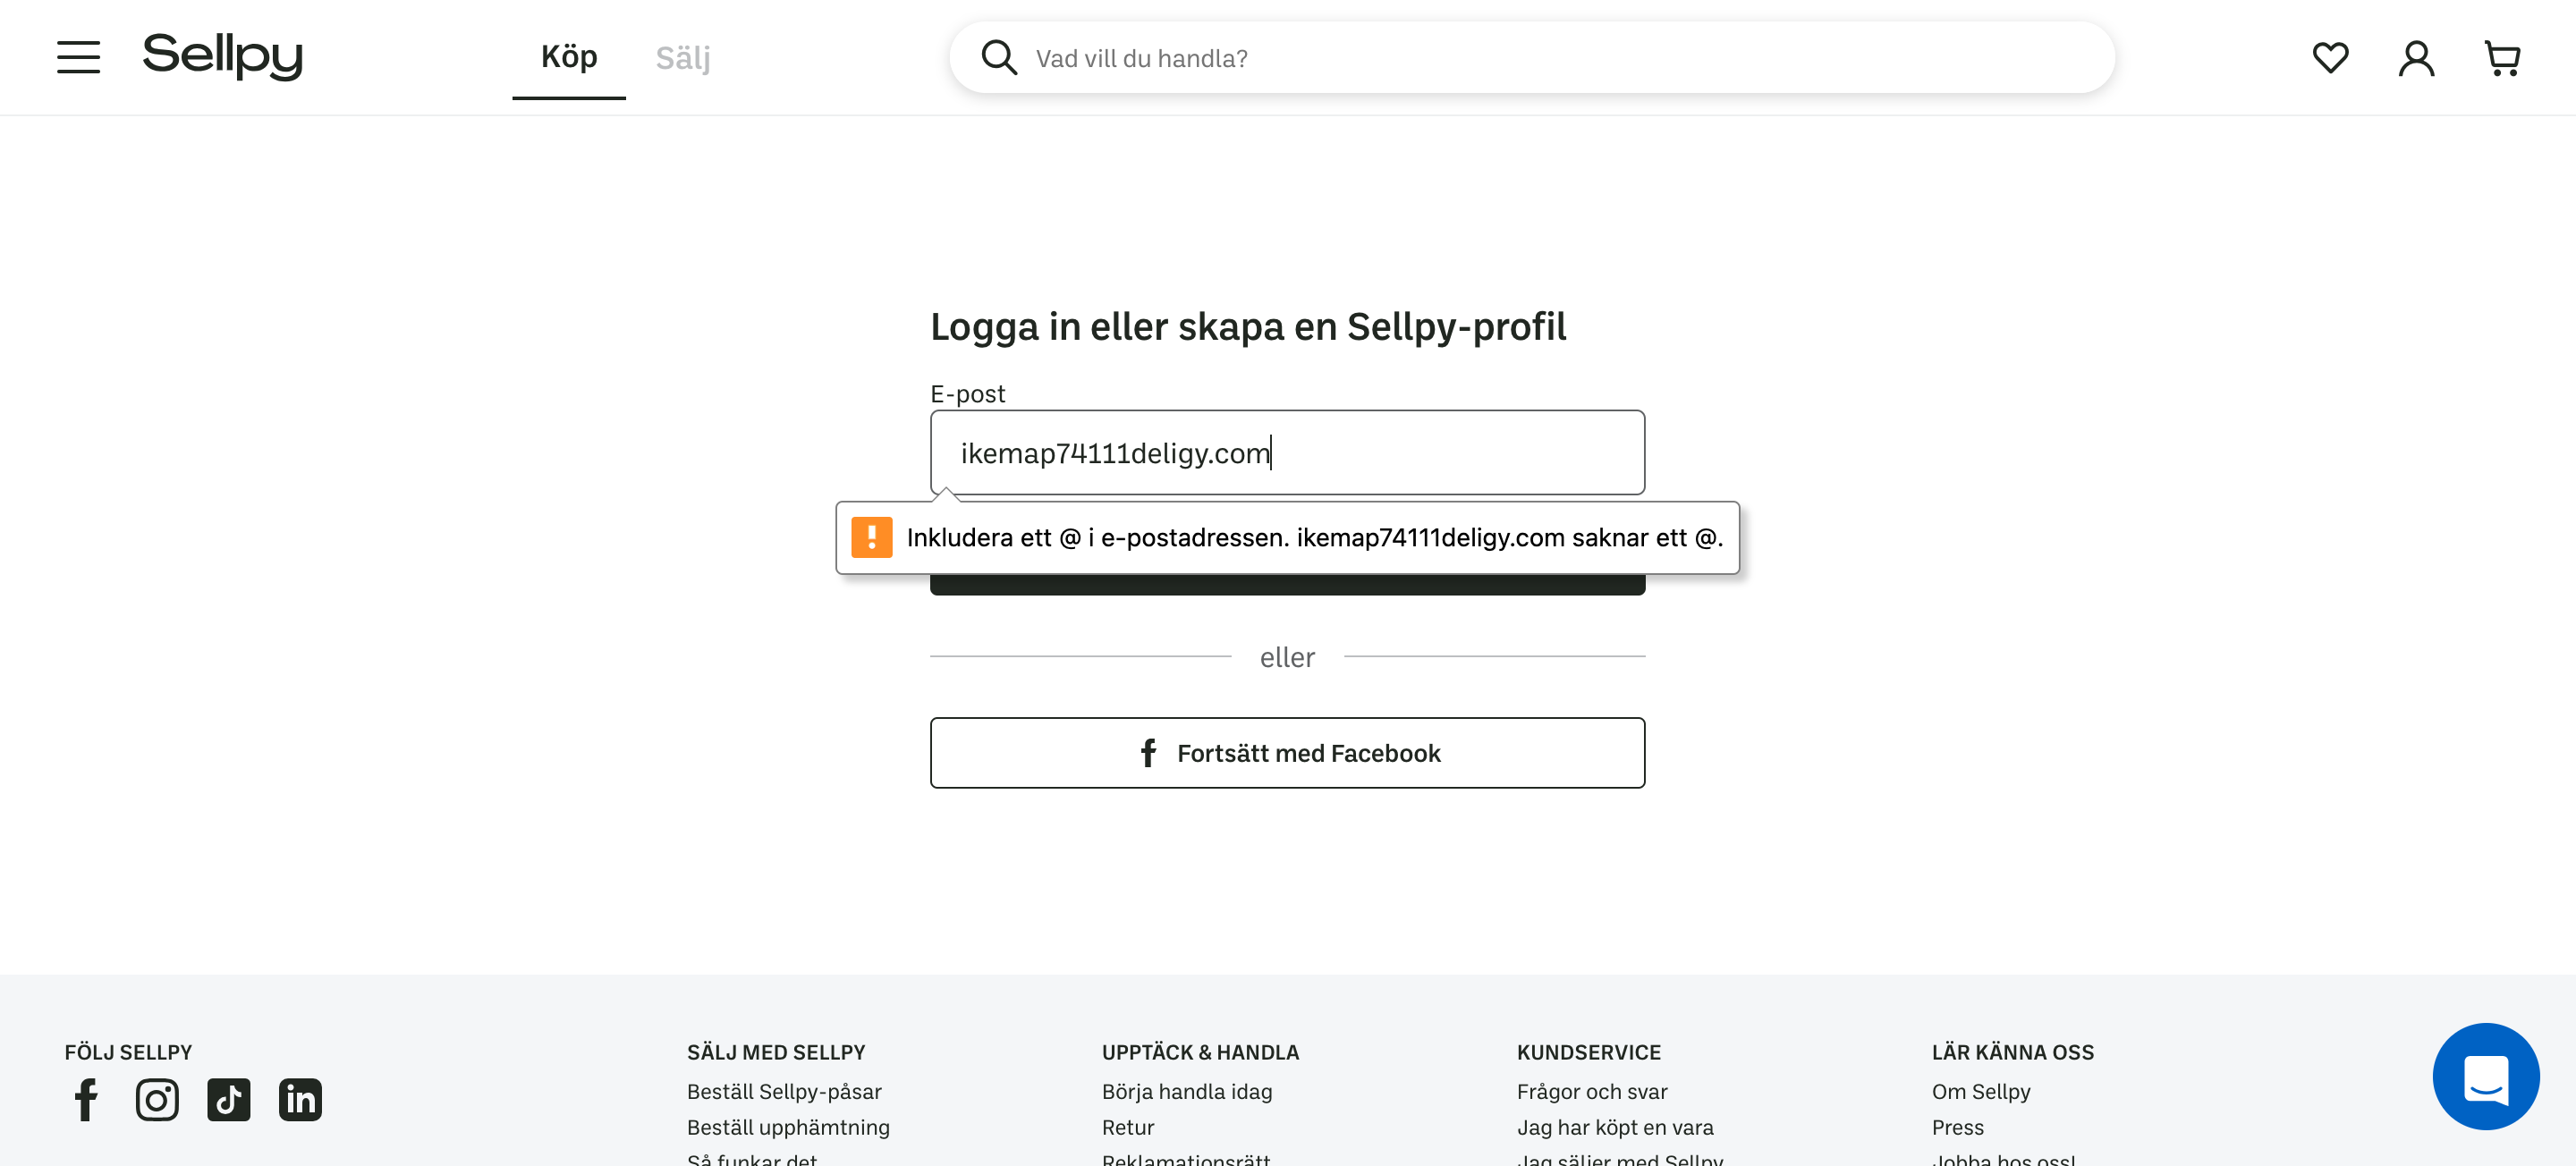 Sellpy
Köp
Sälj
Vad vill du handla?
Logga in eller skapa en Sellpy-profil
E-post
ikemap74111deligy.com
Inkludera ett @ i e-postadressen. ikemap74111deligy.com saknar ett @.
eller
Fortsätt med Facebook
FÖLJ SELLPY
SÄLJ MED SELLPY
Beställ Sellpy-påsar
Beställ upphämtning
Så funkar det
UPPTÄCK & HANDLA
Börja handla idag
Retur
Reklamationsrätt
KUNDSERVICE
Frågor och svar
Jag har köpt en vara
Jag säljer med Sellpy
LÄR KÄNNA OSS
Om Sellpy
Press
Jobba hos oss!